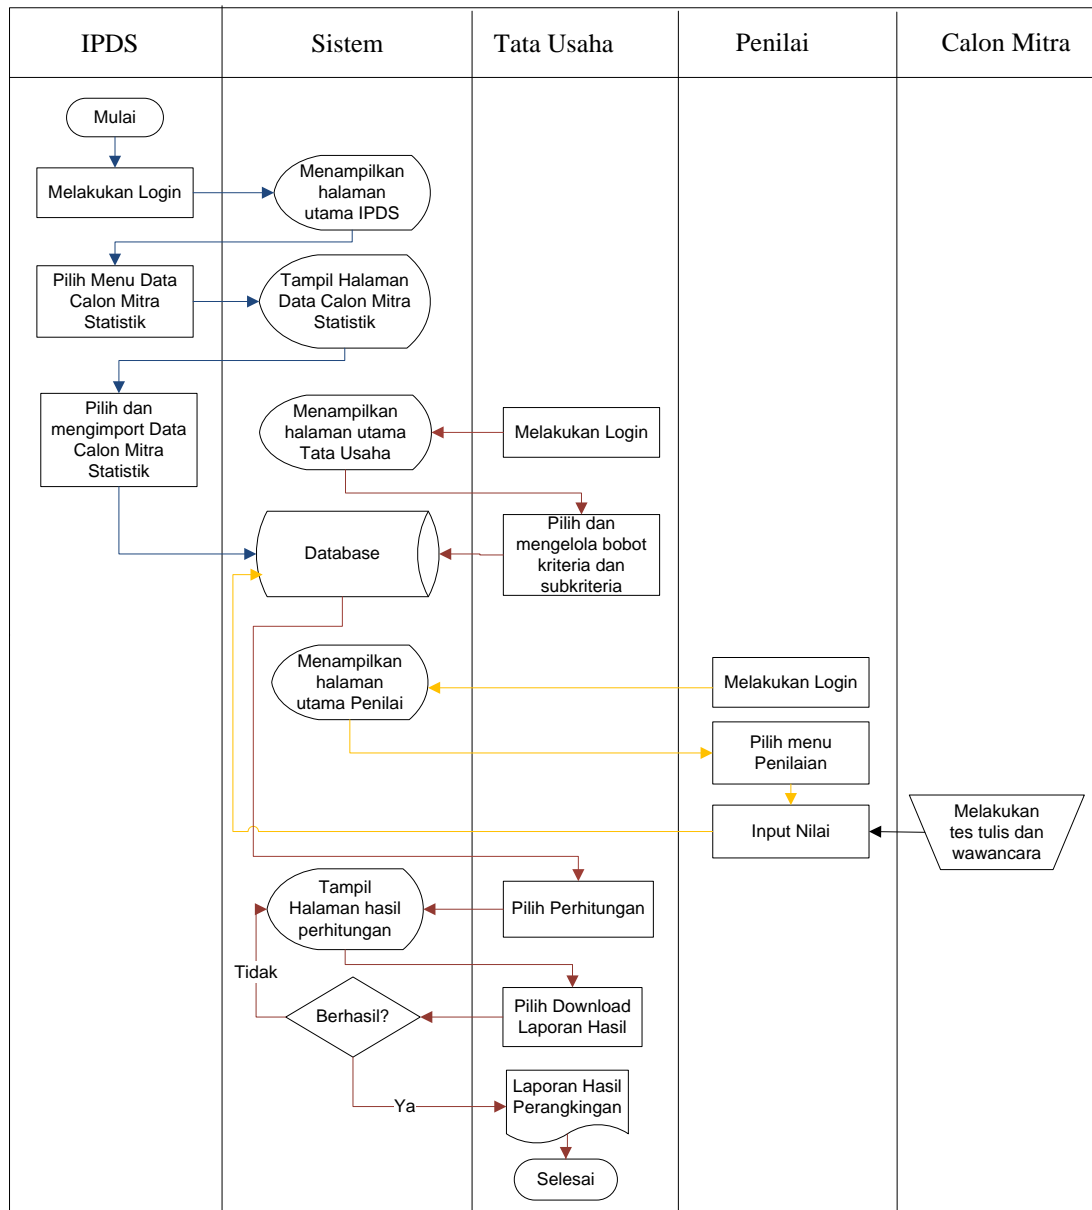 IPDS
Sistem
Tata Usaha
Penilai
Calon Mitra
Mulai
Melakukan Login
Menampilkan
halaman
utama IPDS
Pilih Menu Data
Calon Mitra
Statistik
Tampil Halaman
Data Calon Mitra
Statistik
Pilih dan
mengimport Data
Calon Mitra
Statistik
Menampilkan
halaman utama
Tata Usaha
Melakukan Login
Database
Pilih dan
mengelola bobot
kriteria dan
subkriteria
Menampilkan
halaman
utama Penilai
Melakukan Login
Pilih menu
Penilaian
Input Nilai
Melakukan
tes tulis dan
wawancara
Tampil
Halaman hasil
perhitungan
Pilih Perhitungan
Tidak
Berhasil?
Pilih Download
Laporan Hasil
Ya
Laporan Hasil
Perangkingan
Selesai